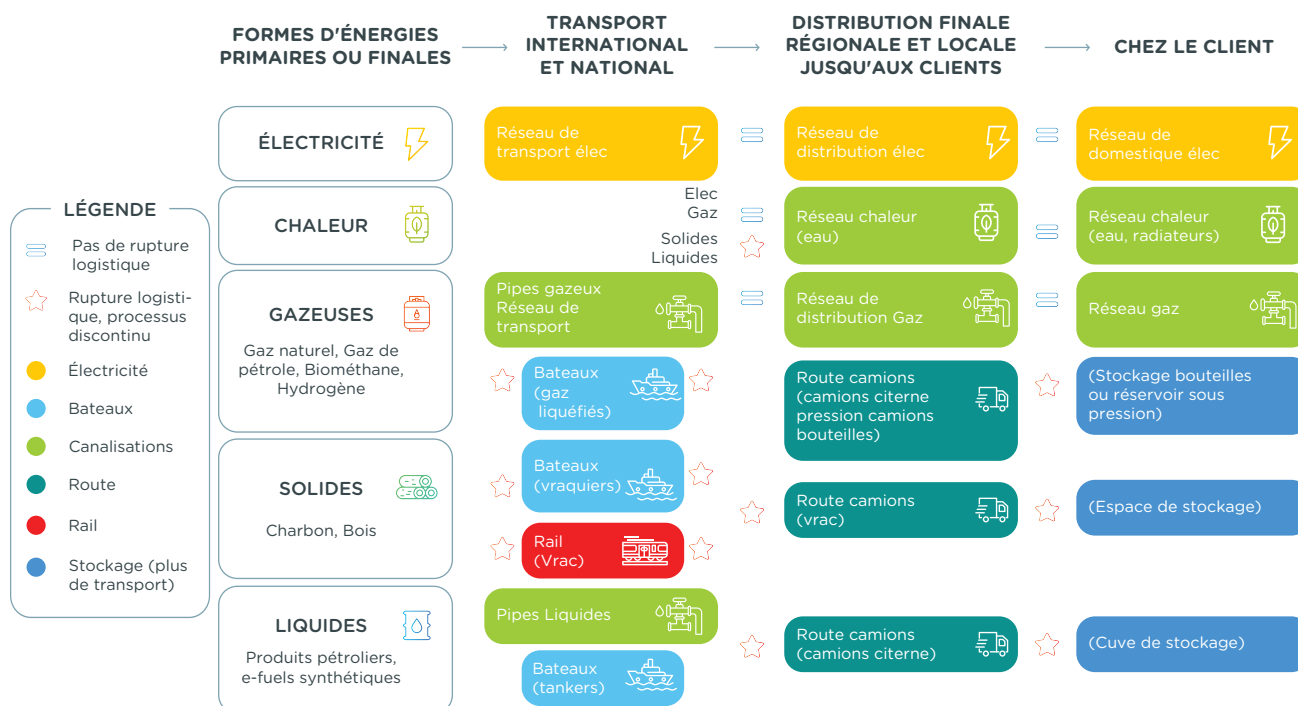 FORMES D'ÉNERGIES
PRIMAIRES OU FINALES
TRANSPORT
INTERNATIONAL
ET NATIONAL
DISTRIBUTION FINALE
RÉGIONALE ET LOCALE
JUSQU'AUX CLIENTS
CHEZ LE CLIENT
LÉGENDE
Pas de rupture
logistique
Rupture logisti-
que, processus
discontinu
Électricité
Bateaux
Canalisations
Route
Rail
Stockage (plus
de transport)
ÉLECTRICITÉ
Réseau de
transport élec
Réseau de
distribution élec
Réseau de
domestique élec
CHALEUR
Elec
Gaz
Solides
Liquides
Réseau chaleur
(eau)
Réseau chaleur
(eau, radiateurs)
GAZEUSES
Gaz naturel, Gaz de
pétrole, Biométhane,
Hydrogène
Pipes gazeux
Réseau de
transport
Réseau de
distribution Gaz
Réseau gaz
Bateaux
(gaz
liquéfiés)
Route camions
(camions citerne
pression camions
bouteilles)
(Stockage bouteilles
ou réservoir sous
pression)
SOLIDES
Charbon, Bois
Bateaux
(vraquiers)
Rail
(Vrac)
Route camions
(vrac)
(Espace de stockage)
LIQUIDES
Produits pétroliers,
e-fuels synthétiques
Pipes Liquides
Bateaux
(tankers)
Route camions
(camions citerne)
(Cuve de stockage)